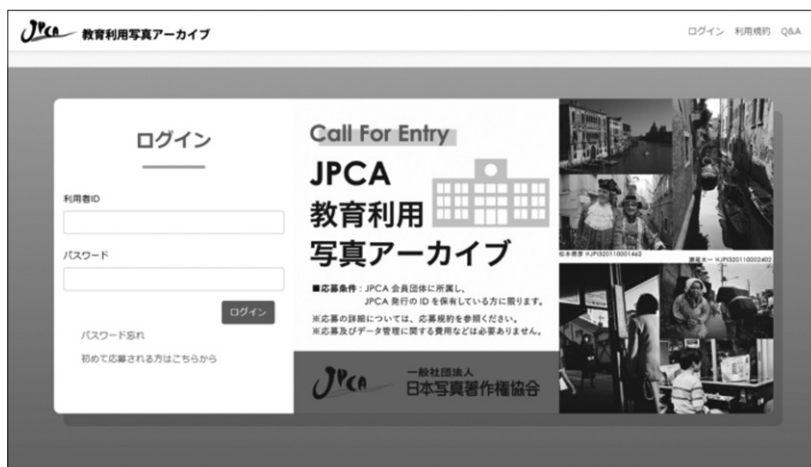 JPCA 教育利用写真アーカイブ
ログイン 利用規約 Q&A
ログイン
利用者ID
パスワード
ログイン
パスワード忘れ
初めて応募される方はこちらから
Call For Entry
JPCA
教育利用
写真アーカイブ
■応募条件：JPCA 会員団体に所属し、
JPCA 発行の ID を保有している方に限ります。
※応募の詳細については、応募規約を参照ください。
※応募及びデータ管理に関する費用などは必要ありません。
JPCA 一般社団法人
日本写真著作権協会
HJPI320110001462
HJPI320110002402